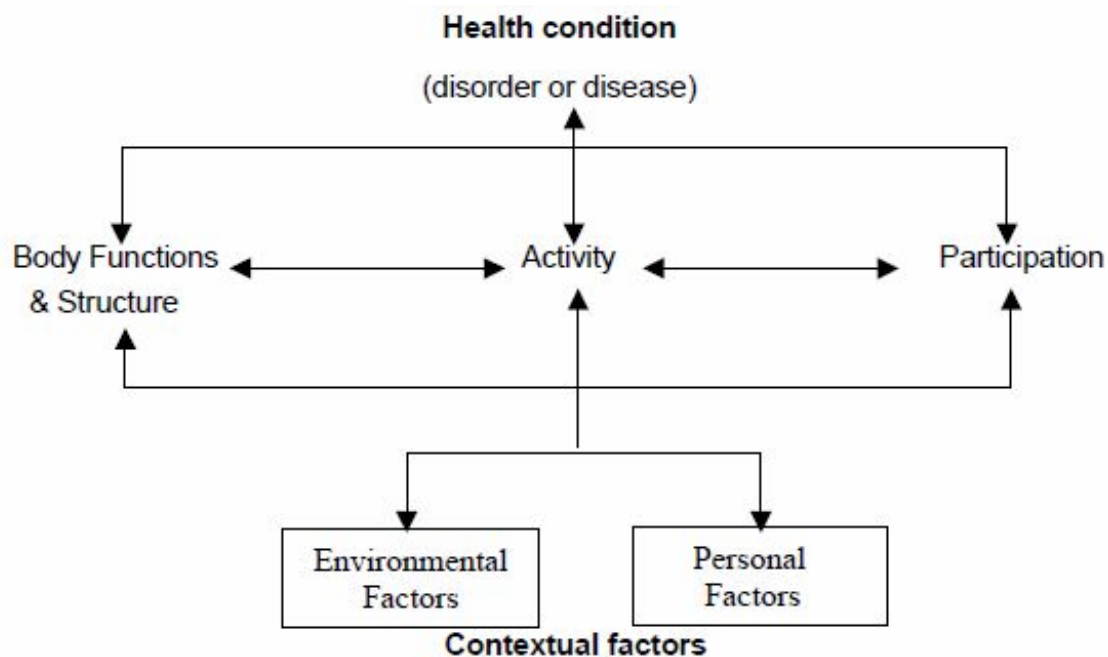 Health condition
(disorder or disease)
Body Functions
& Structure
Activity
Participation
Environmental
Factors
Personal
Factors
Contextual factors